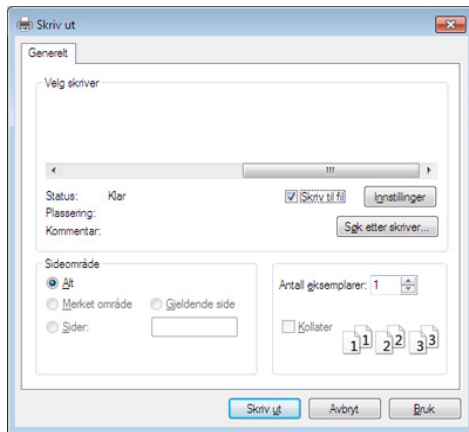 Skriv ut
Generelt
Velg skriver
Status: Klar
Skriv til fil
Innstillinger
Plassering:
Kommentar:
Søk etter skriver...
Sideområde
Alt
Merket område
Gjeldende side
Sider:
Antall eksemplarer: 1
Kollater
1 1 2 2 3 3
Skriv ut
Avbryt
Bruk